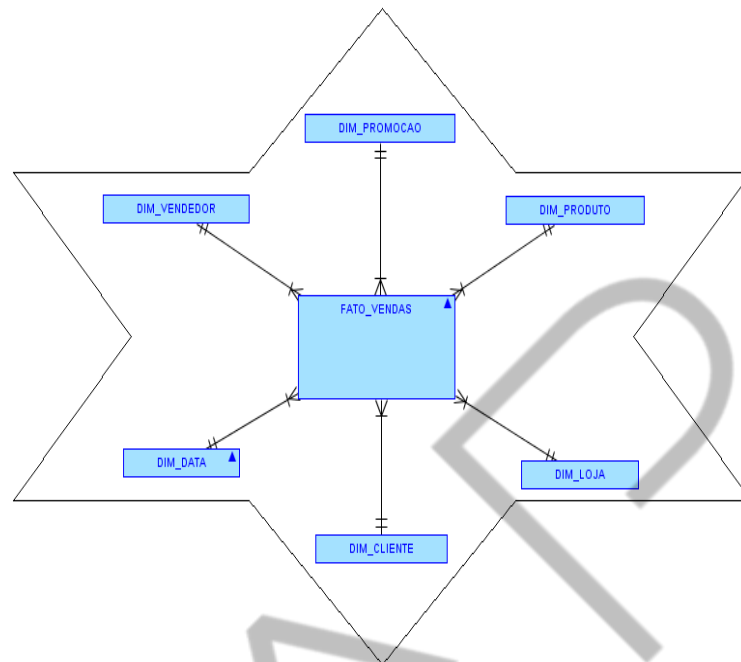 DIM_PROMOCAO
DIM_VENDEDOR
DIM_PRODUTO
FATO_VENDAS
DIM_DATA
DIM_LOJA
DIM_CLIENTE